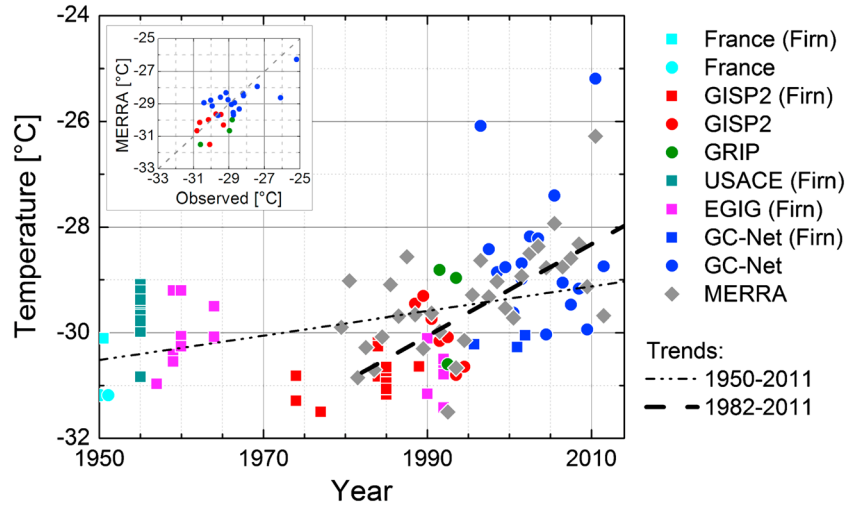 -24
-26
-28
-30
-32
Temperature [°C]
1950
1970
1990
2010
Year
-25
-27
-29
-31
-33
MERRA [°C]
-33
-31
-29
-27
-25
Observed [°C]
France (Firn)
France
GISP2 (Firn)
GISP2
GRIP
USACE (Firn)
EGIG (Firn)
GC-Net (Firn)
GC-Net
MERRA
Trends:
1950-2011
1982-2011